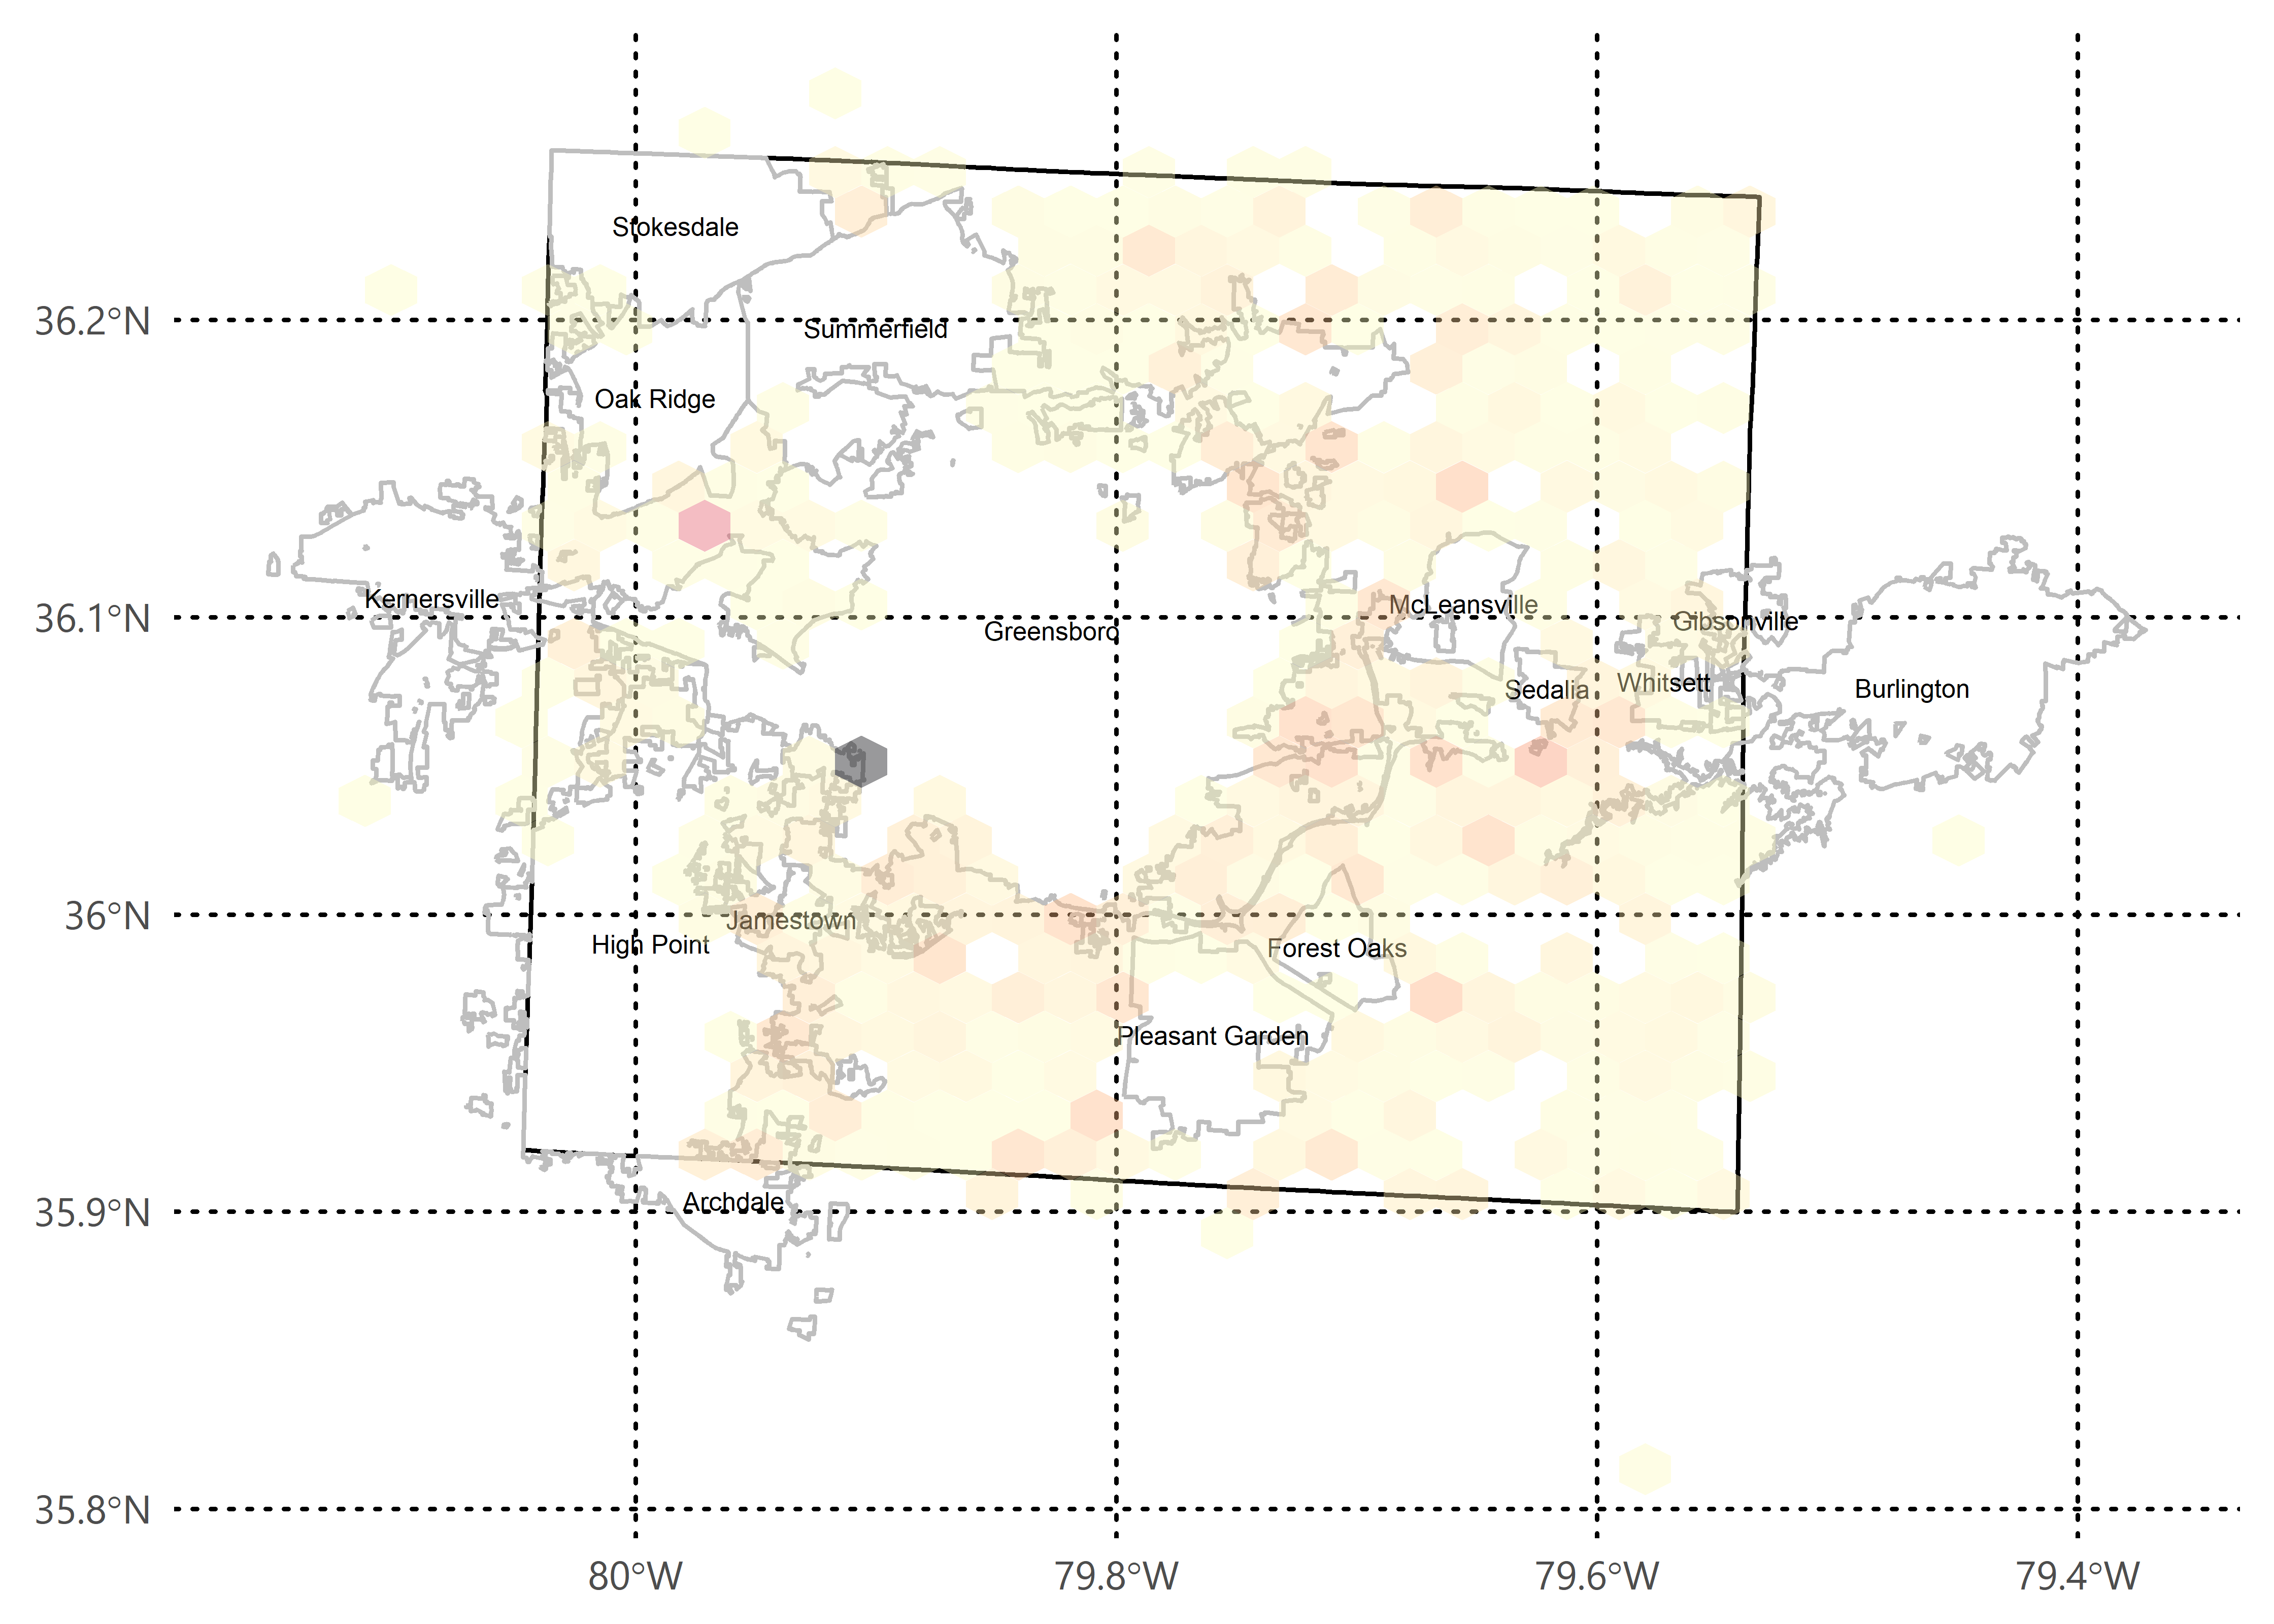 Stokesdale
36.2°N
Summerfield
Oak Ridge
Kernersville
McLeansville
36.1°N
Gibsonville
Greensboro
Whitsett
Sedalia
Burlington
36°N
Jamestown
High Point
Forest Oaks
Pleasant Garden
Archdale
35.9°N
35.8°N
80°W
79.8°W
79.6°W
79.4°W